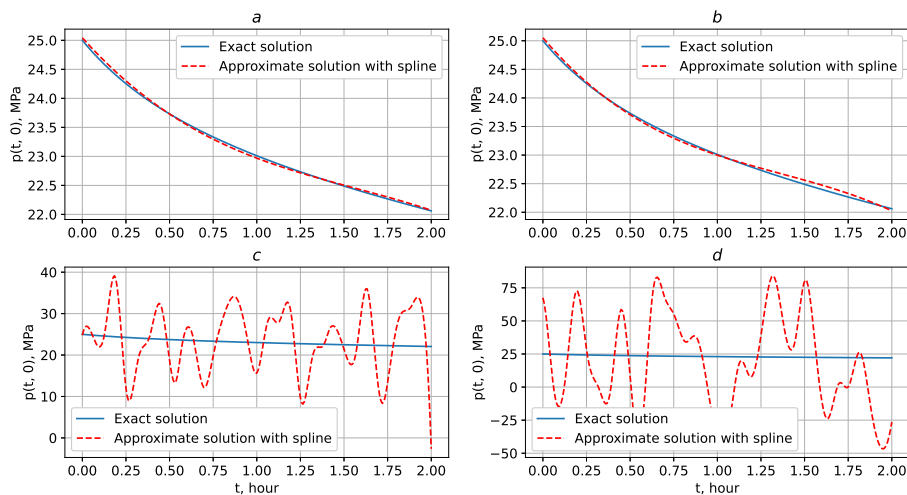 a
b
25.0
24.5
24.0
23.5
23.0
22.5
22.0
p(t, 0), MPa
Exact solution
Approximate solution with spline
0.00 0.25 0.50 0.75 1.00 1.25 1.50 1.75 2.00
25.0
24.5
24.0
23.5
23.0
22.5
22.0
p(t, 0), MPa
Exact solution
Approximate solution with spline
0.00 0.25 0.50 0.75 1.00 1.25 1.50 1.75 2.00
c
d
40
30
20
10
0
p(t, 0), MPa
Exact solution
Approximate solution with spline
0.00 0.25 0.50 0.75 1.00 1.25 1.50 1.75 2.00
t, hour
75
50
25
0
−25
−50
p(t, 0), MPa
Exact solution
Approximate solution with spline
0.00 0.25 0.50 0.75 1.00 1.25 1.50 1.75 2.00
t, hour